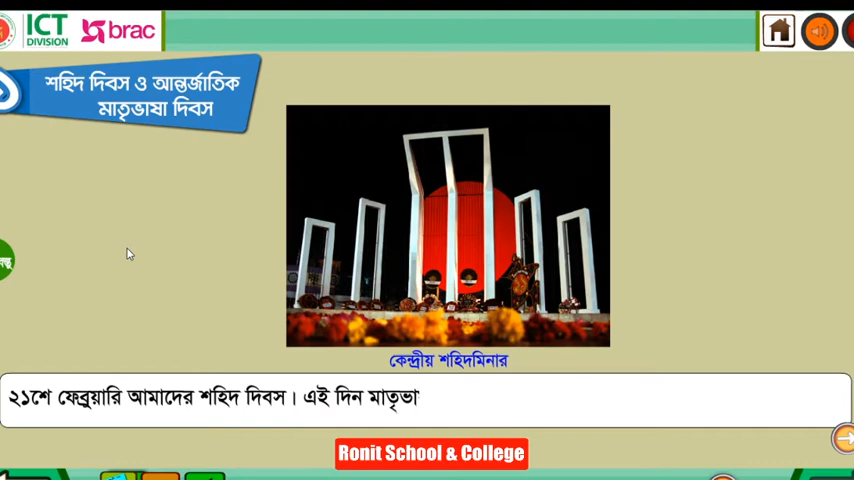 ICT
DIVISION
brac
শহিদ দিবস ও আন্তর্জাতিক
মাতৃভাষা দিবস
কেন্দ্রীয় শহিদমিনার
২১শে ফেব্রুয়ারি আমাদের শহিদ দিবস। এই দিন মাতৃভা
Ronit School & College